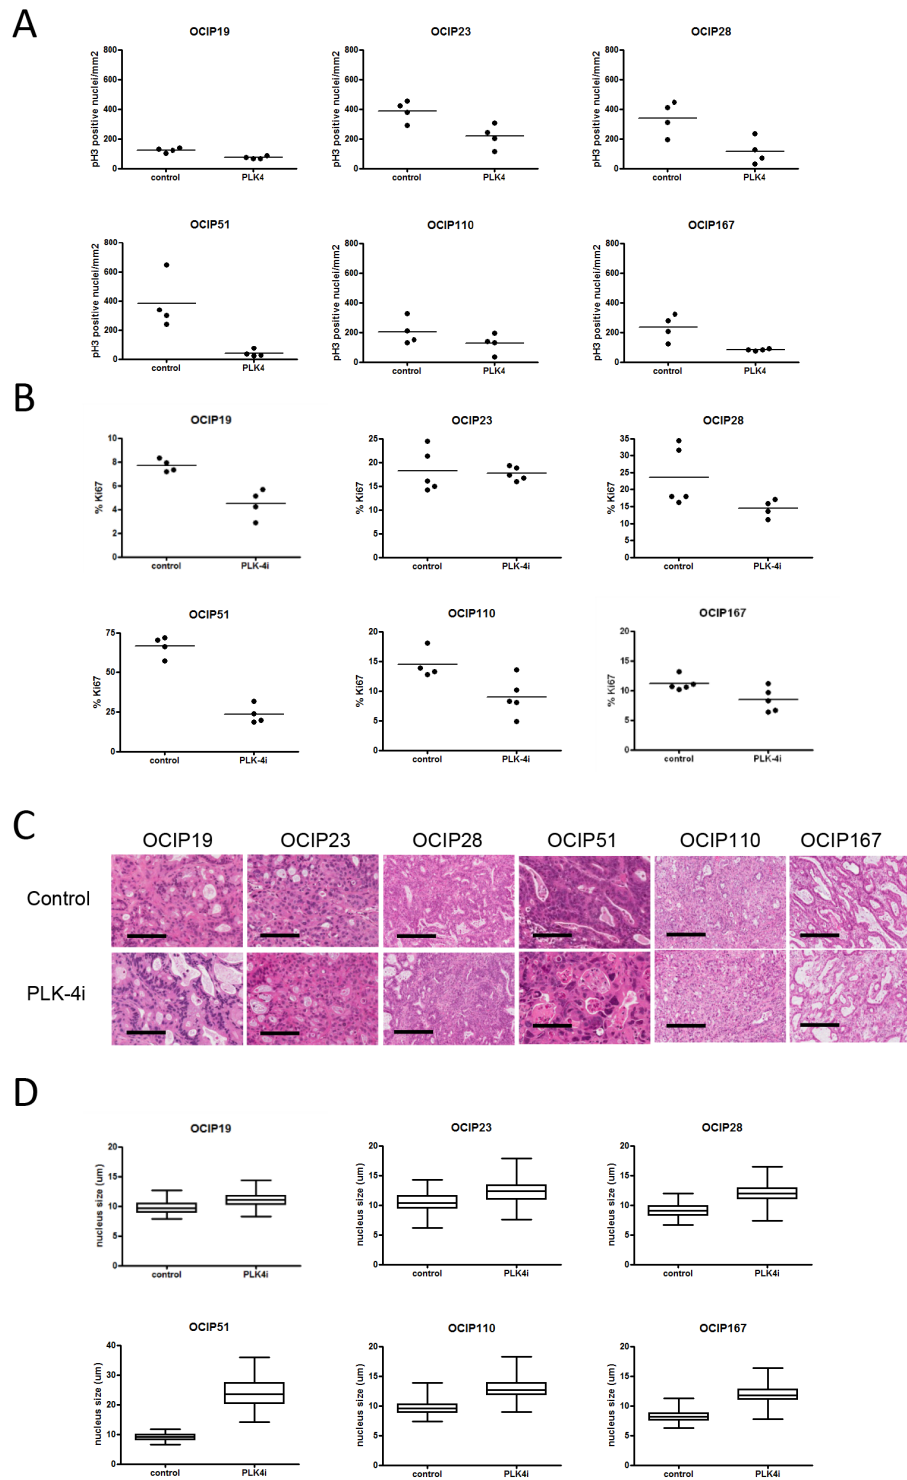 A
OCIP19
OCIP23
OCIP28
pH3 positive nuclei/mm2
800
600
400
200
0
control
PLK4
pH3 positive nuclei/mm2
800
600
400
200
0
control
PLK4
pH3 positive nuclei/mm2
800
600
400
200
0
control
PLK4
OCIP51
OCIP110
OCIP167
pH3 positive nuclei/mm2
800
600
400
200
0
control
PLK4
pH3 positive nuclei/mm2
800
600
400
200
0
control
PLK4
pH3 positive nuclei/mm2
800
600
400
200
0
control
PLK4
B
OCIP19
OCIP23
OCIP28
% Ki67
10
8
6
4
2
0
control
PLK-4i
% Ki67
25
20
15
10
5
0
control
PLK-4i
% Ki67
35
30
25
20
15
10
5
0
control
PLK-4i
OCIP51
OCIP110
OCIP167
% Ki67
75
50
25
0
control
PLK-4i
% Ki67
20
15
10
5
0
control
PLK-4i
% Ki67
20
15
10
5
0
control
PLK-4i
C
OCIP19 OCIP23 OCIP28 OCIP51 OCIP110 OCIP167
Control
PLK-4i
D
OCIP19
OCIP23
OCIP28
nucleus size (um)
20
15
10
5
0
control
PLK4i
nucleus size (um)
20
15
10
5
0
control
PLK4i
nucleus size (um)
20
15
10
5
0
control
PLK4i
OCIP51
OCIP110
OCIP167
nucleus size (um)
40
30
20
10
0
control
PLK4i
nucleus size (um)
20
15
10
5
0
control
PLK4i
nucleus size (um)
20
15
10
5
0
control
PLK4i